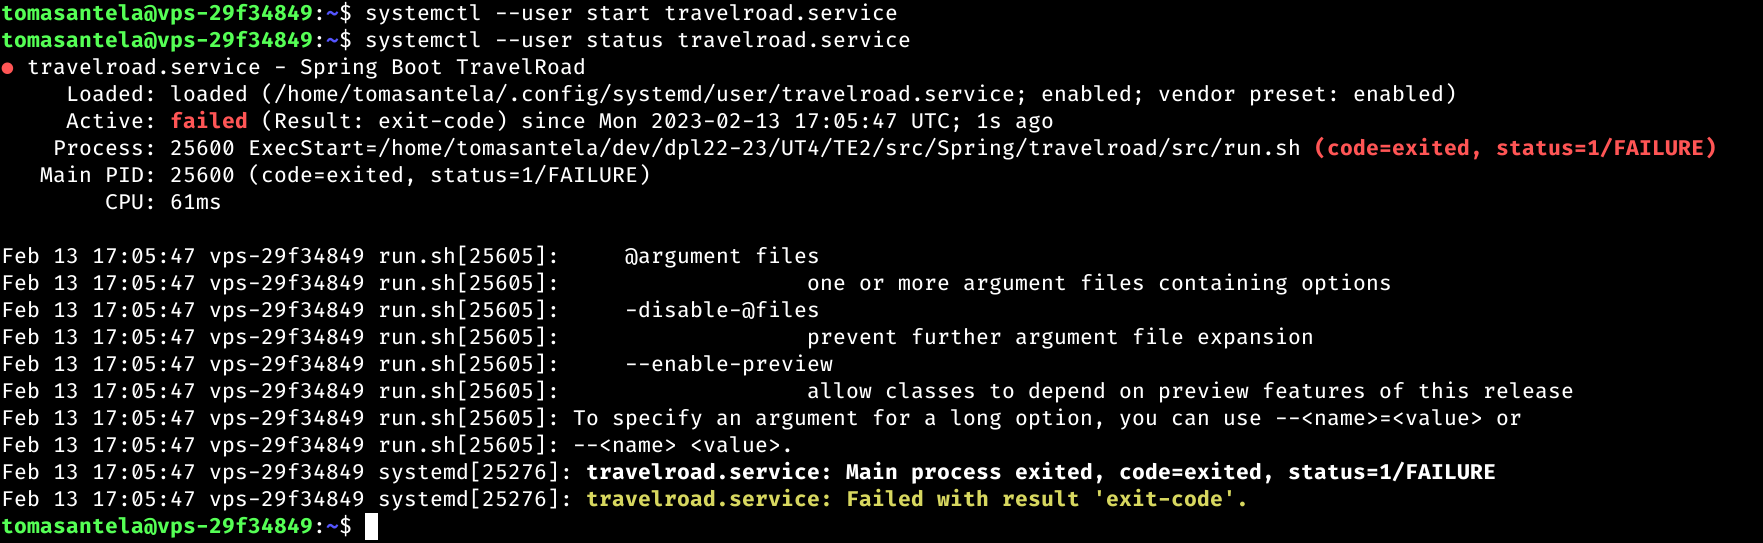 tomasantela@vps-29f34849:~$ systemctl --user start travelroad.service
tomasantela@vps-29f34849:~$ systemctl --user status travelroad.service
● travelroad.service - Spring Boot TravelRoad
     Loaded: loaded (/home/tomasantela/.config/systemd/user/travelroad.service; enabled; vendor preset: enabled)
     Active: failed (Result: exit-code) since Mon 2023-02-13 17:05:47 UTC; 1s ago
    Process: 25600 ExecStart=/home/tomasantela/dev/dpl22-23/UT4/TE2/src/Spring/travelroad/src/run.sh (code=exited, status=1/FAILURE)
   Main PID: 25600 (code=exited, status=1/FAILURE)
        CPU: 61ms

Feb 13 17:05:47 vps-29f34849 run.sh[25605]:     @argument files
Feb 13 17:05:47 vps-29f34849 run.sh[25605]:                   one or more argument files containing options
Feb 13 17:05:47 vps-29f34849 run.sh[25605]:     -disable-@files
Feb 13 17:05:47 vps-29f34849 run.sh[25605]:                   prevent further argument file expansion
Feb 13 17:05:47 vps-29f34849 run.sh[25605]:     --enable-preview
Feb 13 17:05:47 vps-29f34849 run.sh[25605]:                   allow classes to depend on preview features of this release
Feb 13 17:05:47 vps-29f34849 run.sh[25605]: To specify an argument for a long option, you can use --<name>=<value> or
Feb 13 17:05:47 vps-29f34849 run.sh[25605]: --<name> <value>.
Feb 13 17:05:47 vps-29f34849 systemd[25276]: travelroad.service: Main process exited, code=exited, status=1/FAILURE
Feb 13 17:05:47 vps-29f34849 systemd[25276]: travelroad.service: Failed with result 'exit-code'.
tomasantela@vps-29f34849:~$